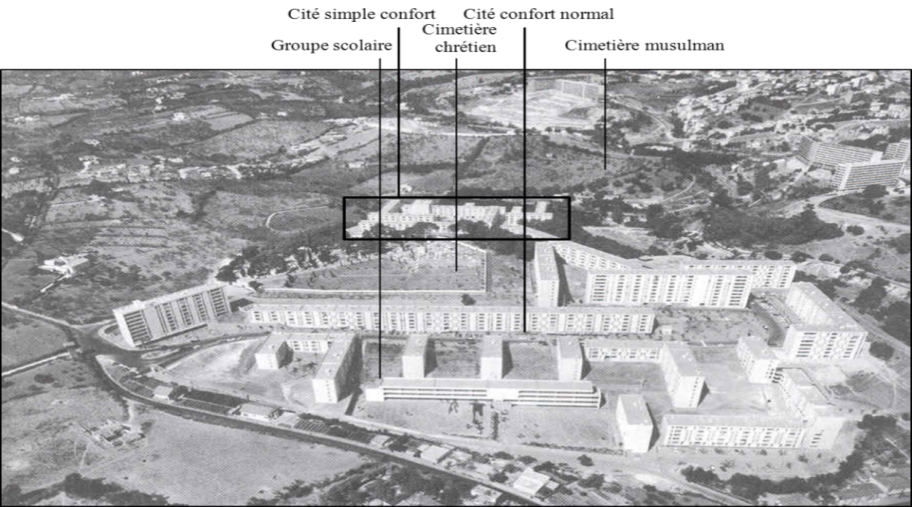 Cité simple confort
Cité confort normal
Cimetière
chrétien
Groupe scolaire
Cimetière musulman